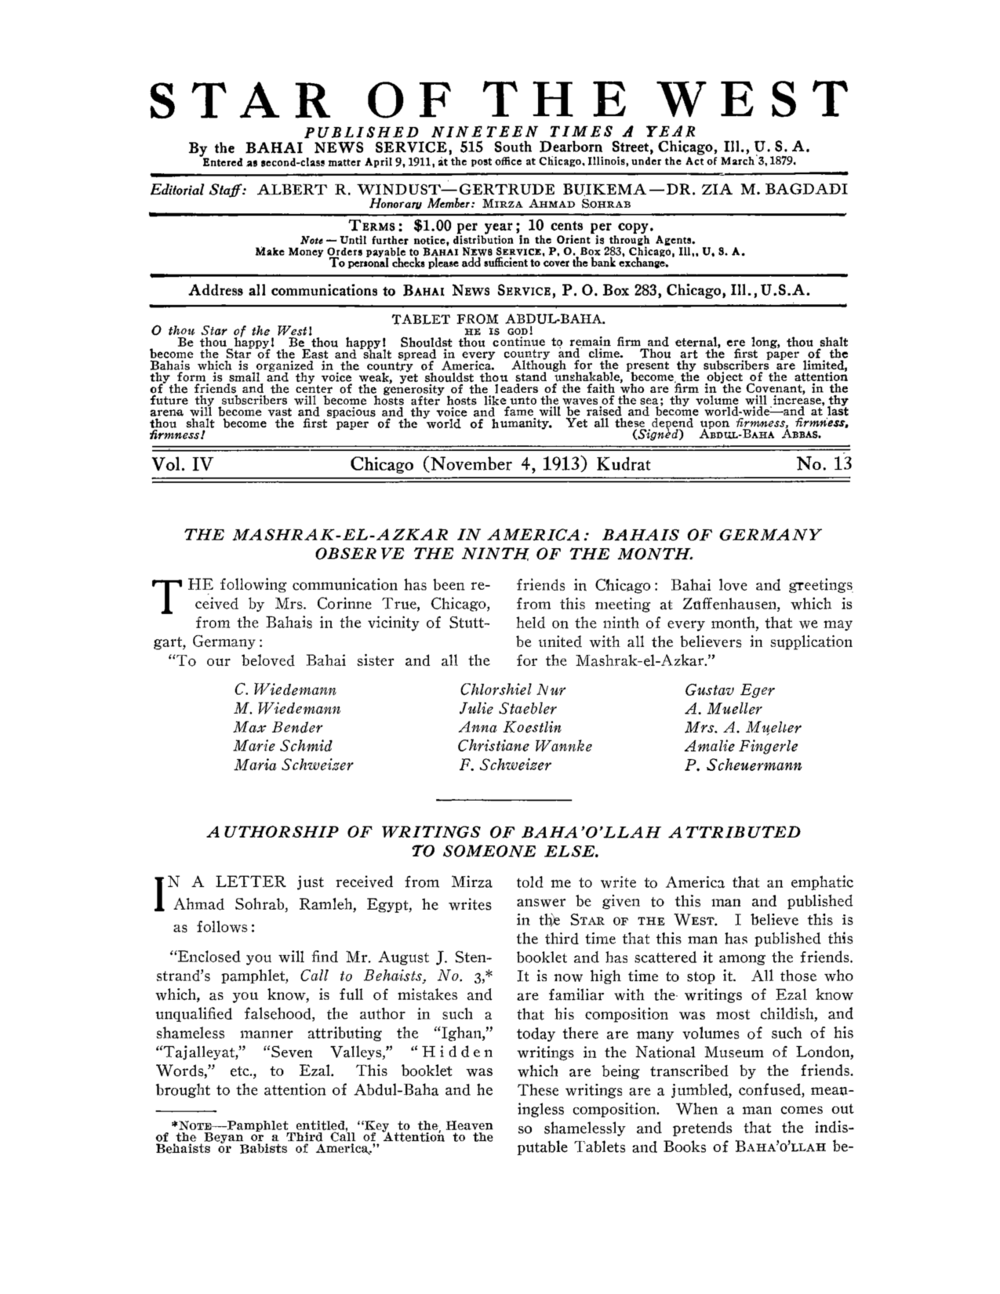 STAR OF THE WEST
PUBLISHED NINETEEN TIMES A YEAR
By the BAHAI NEWS SERVICE, 515 South Dearborn Street, Chicago, Ill., U. S. A.
Entered as second-class matter April 9, 1911, at the post office at Chicago, Illinois, under the Act of March 3, 1879.
Editorial Staff: ALBERT R. WINDUST—GERTRUDE BUIKEMA—DR. ZIA M. BAGDADI
Honorary Member: MIRZA AHMAD SOHRAB
TERMS: $1.00 per year; 10 cents per copy.
Note — Until further notice, distribution in the Orient is through Agents.
Make Money Orders payable to BAHAI NEWS SERVICE, P. O. Box 283, Chicago, Ill., U. S. A.
To personal checks please add sufficient to cover the bank exchange.
Address all communications to BAHAI NEWS SERVICE, P. O. Box 283, Chicago, Ill., U.S.A.
TABLET FROM ABDUL-BAHA.
O thou Star of the West! HE IS GOD!
Be thou happy! Be thou happy! Shouldst thou continue to remain firm and eternal, ere long, thou shalt
become the Star of the East and shalt spread in every country and clime. Thou art the first paper of the
Bahais which is organized in the country of America. Although for the present thy subscribers are limited,
thy form is small and thy voice weak, yet shouldst thou stand unshakable, become the object of the attention
of the friends and the center of the generosity of the leaders of the faith who are firm in the Covenant, in the
future thy subscribers will become hosts after hosts like unto the waves of the sea; thy volume will increase, thy
arena will become vast and spacious and thy voice and fame will be raised and become world-wide—and at last
thou shalt become the first paper of the world of humanity. Yet all these depend upon firmness, firmness,
firmness! (Signed) ABDUL-BAHA ABBAS.
Vol. IV Chicago (November 4, 1913) Kudrat No. 13
THE MASHRAK-EL-AZKAR IN AMERICA: BAHAIS OF GERMANY
OBSERVE THE NINTH OF THE MONTH.
THE following communication has been re-
ceived by Mrs. Corinne True, Chicago,
from the Bahais in the vicinity of Stutt-
gart, Germany:
"To our beloved Bahai sister and all the
friends in Chicago: Bahai love and greetings
from this meeting at Zuffenhausen, which is
held on the ninth of every month, that we may
be united with all the believers in supplication
for the Mashrak-el-Azkar."
C. Wiedemann Chlorshiel Nur Gustav Eger
M. Wiedemann Julie Staebler A. Mueller
Max Bender Anna Koestlin Mrs. A. Mueller
Marie Schmid Christiane Wannke Amalie Fingerle
Maria Schweizer F. Schweizer P. Scheuermann
AUTHORSHIP OF WRITINGS OF BAHA'O'LLAH ATTRIBUTED
TO SOMEONE ELSE.
IN A LETTER just received from Mirza
Ahmad Sohrab, Ramleh, Egypt, he writes
as follows:
"Enclosed you will find Mr. August J. Sten-
strand's pamphlet, Call to Behaists, No. 3,*
which, as you know, is full of mistakes and
unqualified falsehood, the author in such a
shameless manner attributing the "Ighan,"
"Tajalleyat," "Seven Valleys," "Hidden
Words," etc., to Ezal. This booklet was
brought to the attention of Abdul-Baha and he
*NOTE—Pamphlet entitled, "Key to the Heaven
of the Beyan or a Third Call of Attention to the
Behaists or Babists of America."
told me to write to America that an emphatic
answer be given to this man and published
in the STAR OF THE WEST. I believe this is
the third time that this man has published this
booklet and has scattered it among the friends.
It is now high time to stop it. All those who
are familiar with the writings of Ezal know
that his composition was most childish, and
today there are many volumes of such of his
writings in the National Museum of London,
which are being transcribed by the friends.
These writings are a jumbled, confused, mean-
ingless composition. When a man comes out
so shamelessly and pretends that the indis-
putable Tablets and Books of BAHA'O'LLAH be-